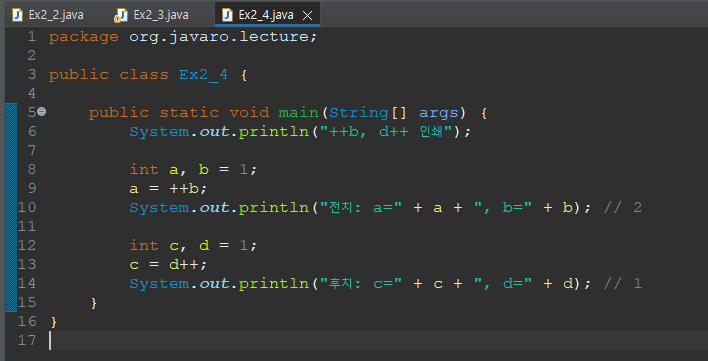 Ex2_2.java Ex2_3.java Ex2_4.java
1 package org.javaro.lecture;
2
3 public class Ex2_4 {
4
5 public static void main(String[] args) {
6 System.out.println("++b, d++ 인쇄");
7
8 int a, b = 1;
9 a = ++b;
10 System.out.println("전치: a=" + a + ", b=" + b); // 2
11
12 int c, d = 1;
13 c = d++;
14 System.out.println("후치: c=" + c + ", d=" + d); // 1
15 }
16 }
17